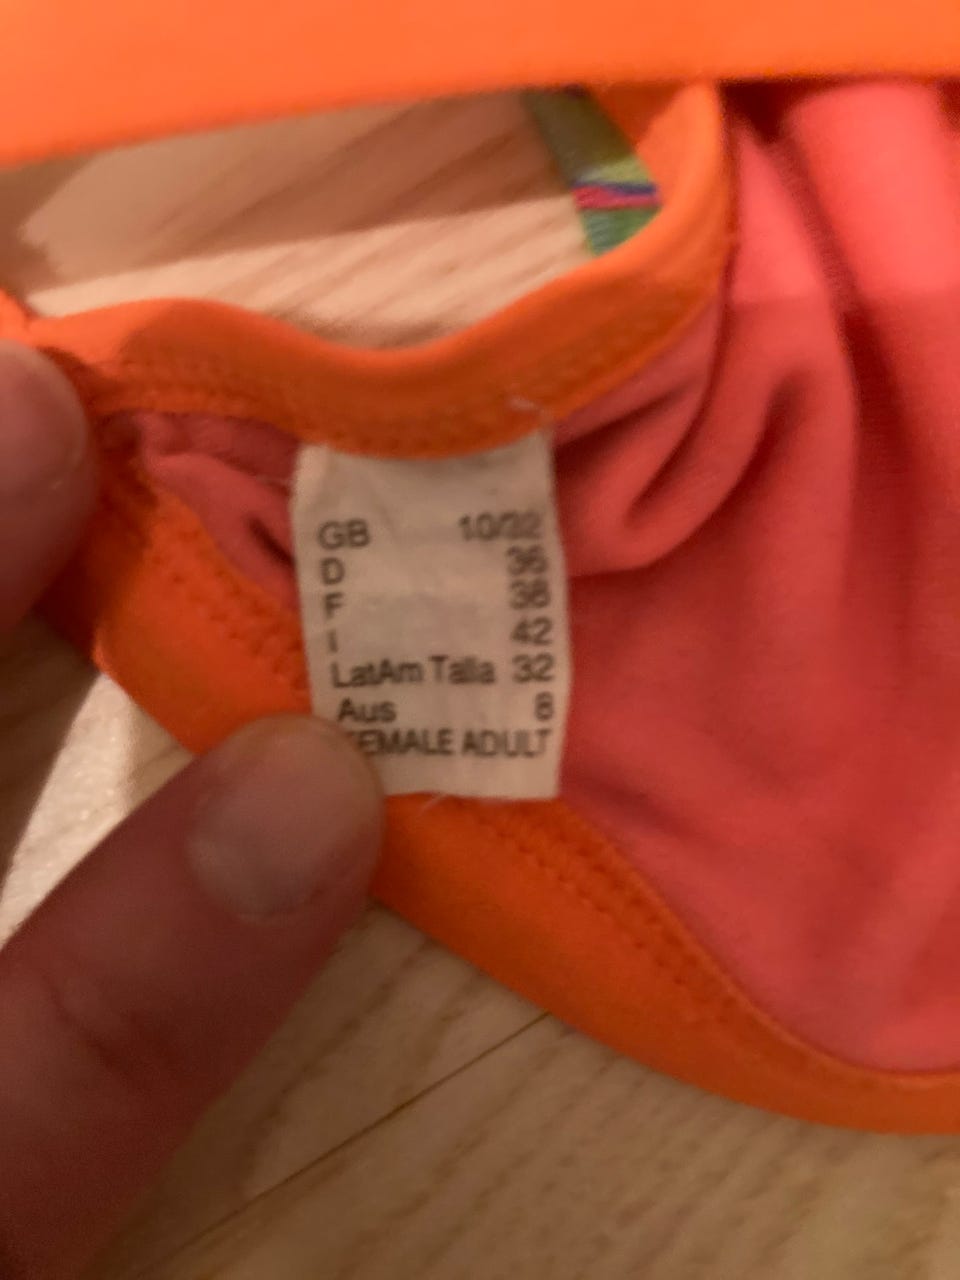 GB 10/32
D 36
F 38
I 42
LatAm Talla 32
Aus 8
FEMALE ADULT